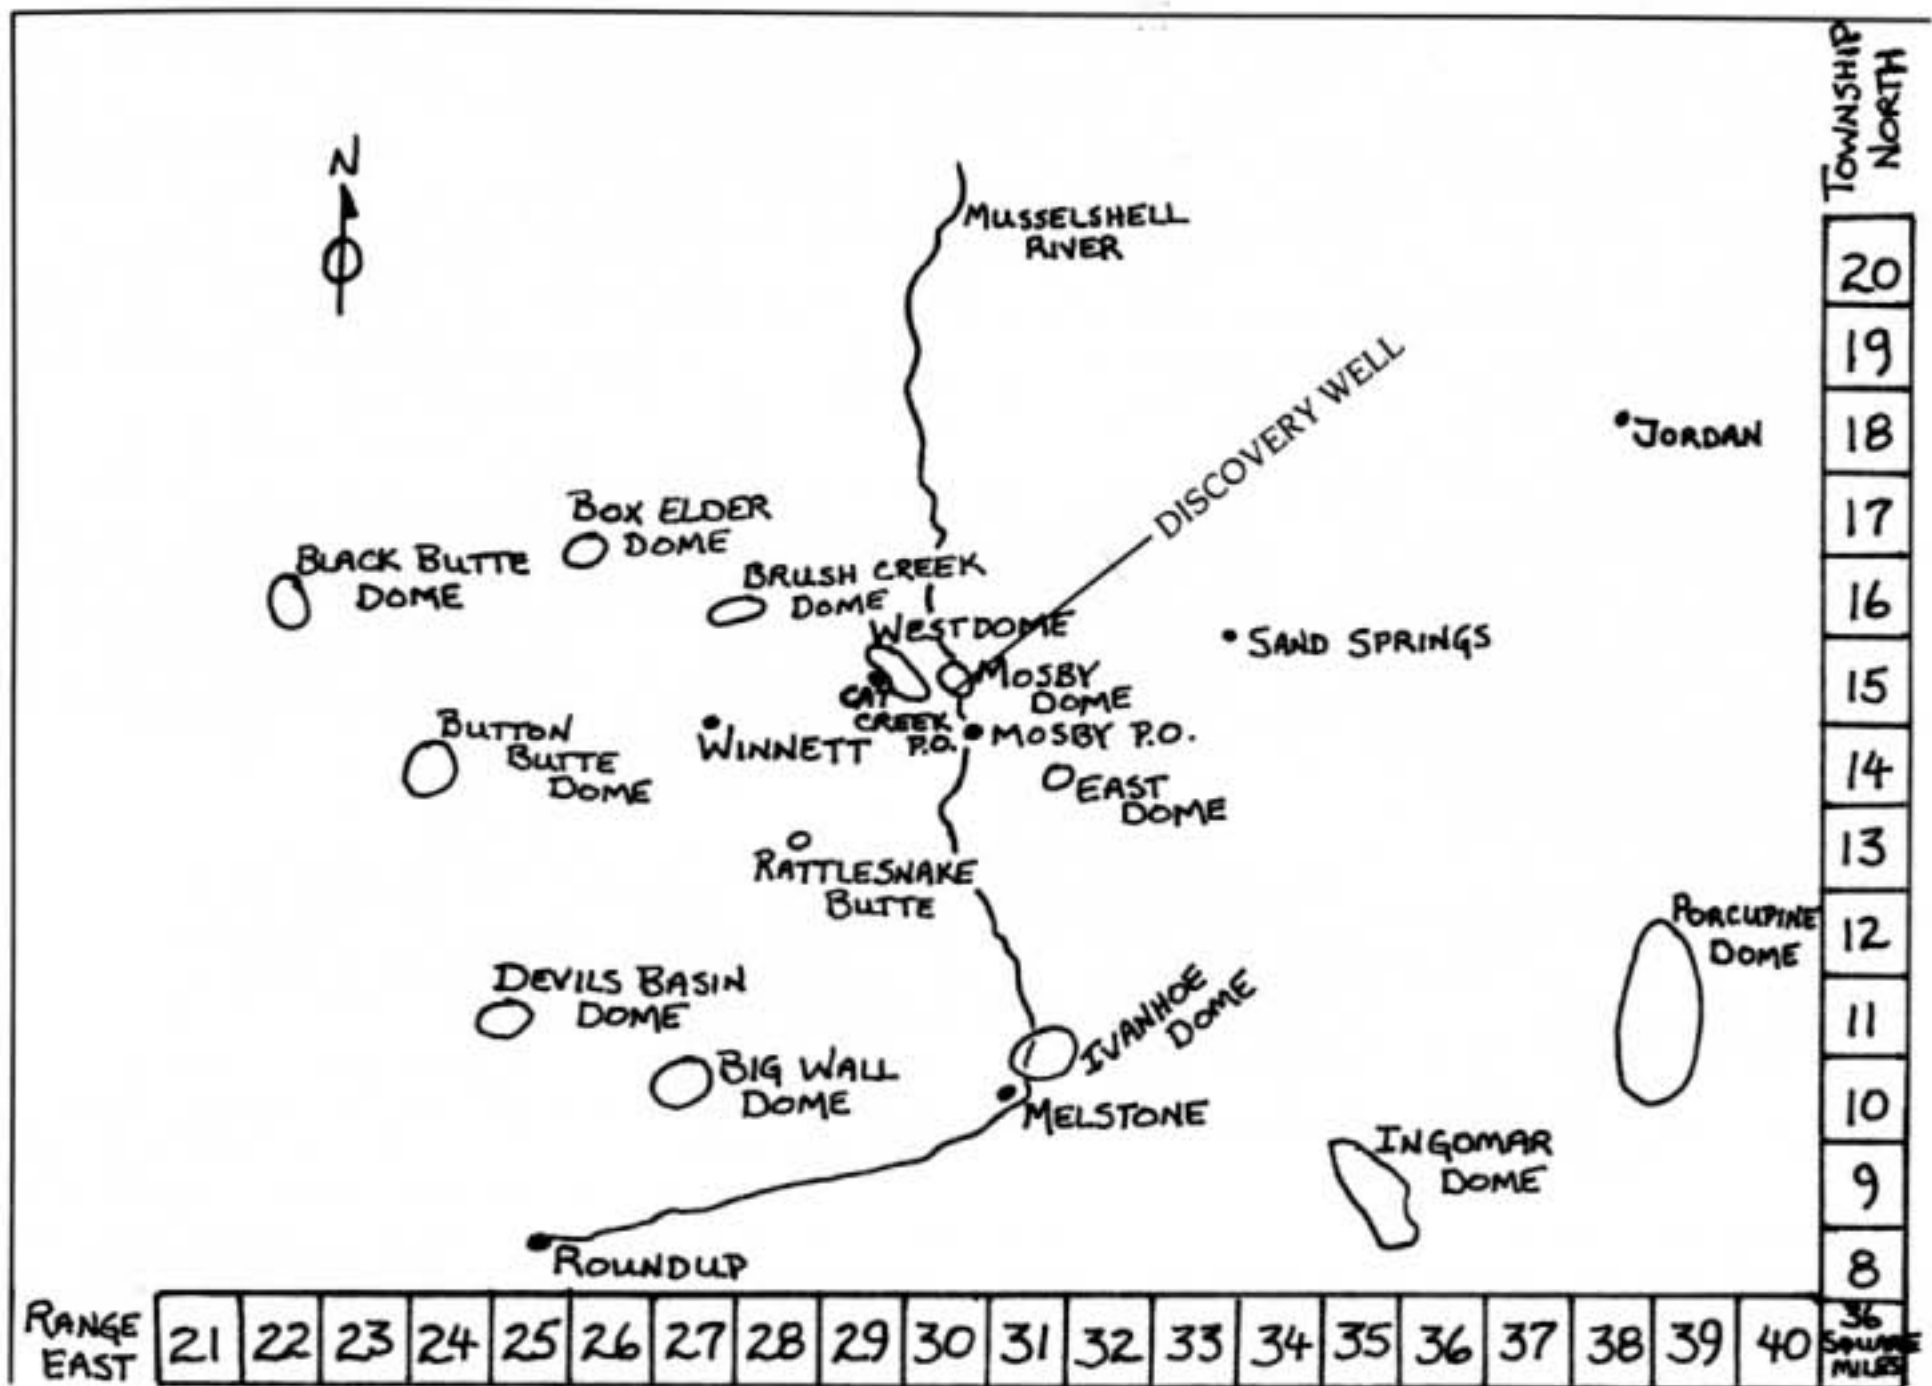 TOWNSHIP
NORTH
N
MUSSELSHELL
RIVER
20
19
DISCOVERY WELL
JORDAN
18
17
BOX ELDER
DOME
BLACK BUTTE
DOME
BRUSH CREEK
DOME
16
WEST DOME
SAND SPRINGS
MOSBY
DOME
15
CAT
CREEK
P.O.
MOSBY P.O.
WINNETT
BUTTON
BUTTE
DOME
14
EAST
DOME
13
RATTLESNAKE
BUTTE
PORCUPINE
DOME
12
DEVILS BASIN
DOME
IVANHOE
DOME
11
BIG WALL
DOME
10
MELSTONE
INGOMAR
DOME
9
ROUNDUP
8
RANGE
EAST
21 22 23 24 25 26 27 28 29 30 31 32 33 34 35 36 37 38 39 40
36
SQUARE
MILES